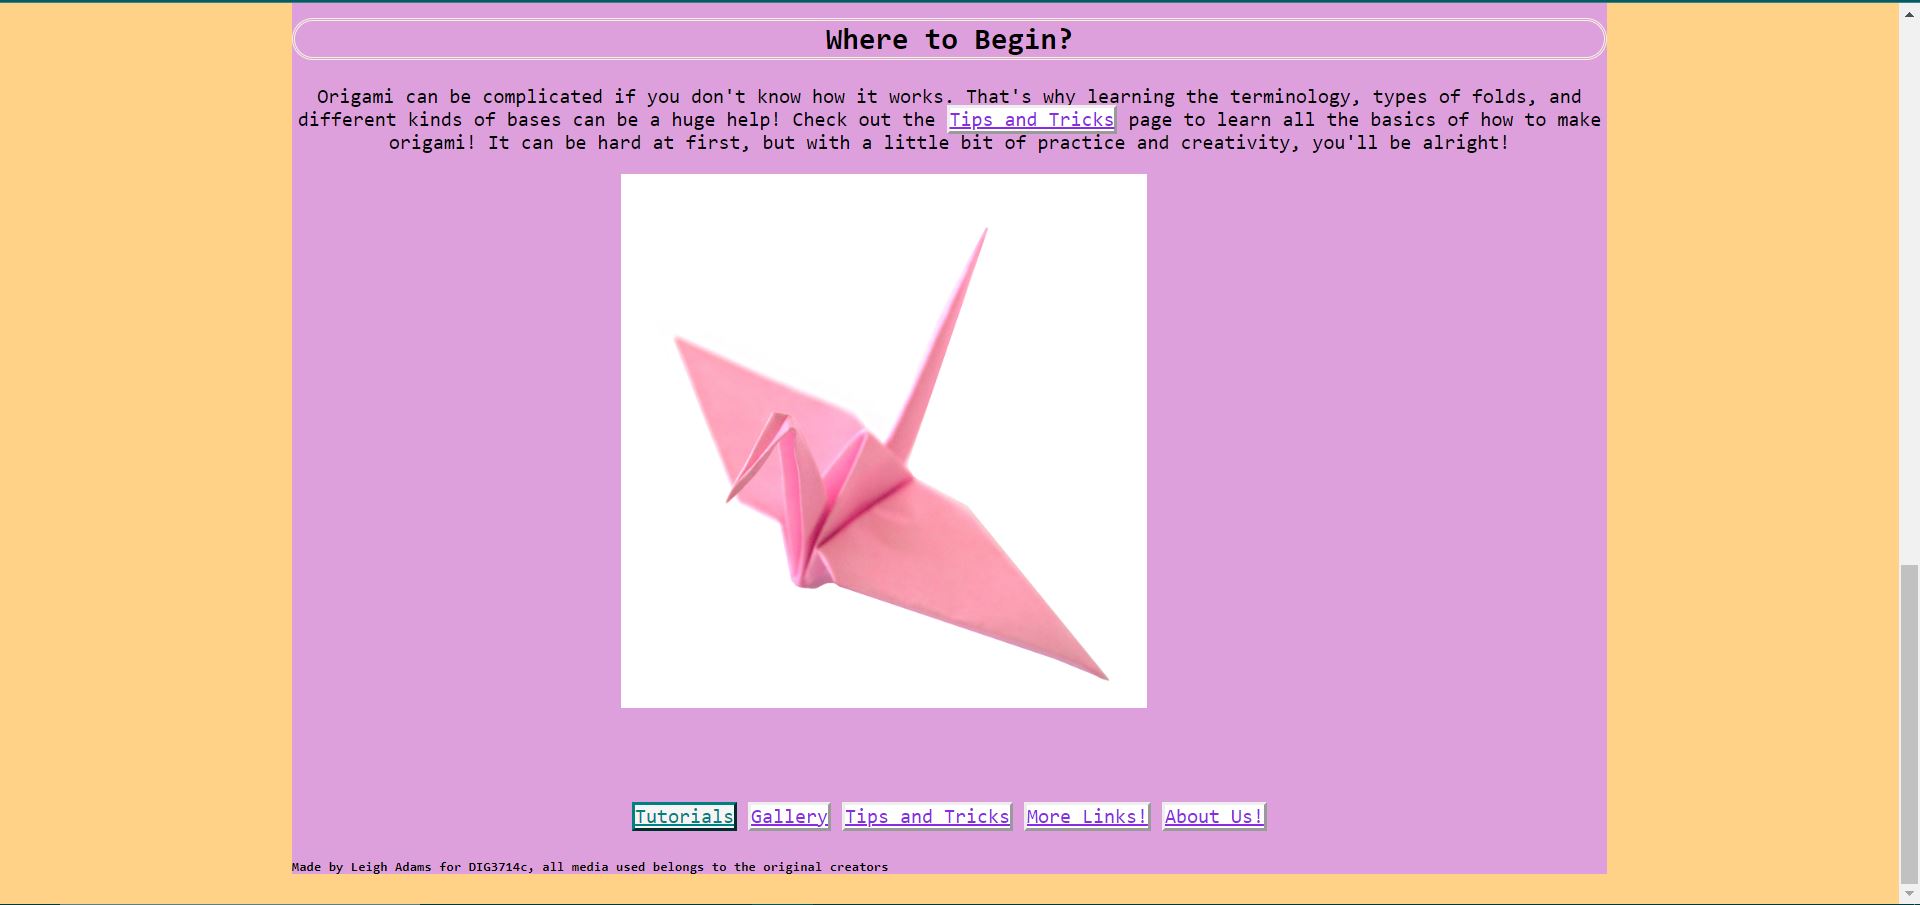 Where to Begin?
Origami can be complicated if you don't know how it works. That's why learning the terminology, types of folds, and
different kinds of bases can be a huge help! Check out the Tips and Tricks page to learn all the basics of how to make
origami! It can be hard at first, but with a little bit of practice and creativity, you'll be alright!
Tutorials Gallery Tips and Tricks More Links! About Us!
Made by Leigh Adams for DIG3714c, all media used belongs to the original creators